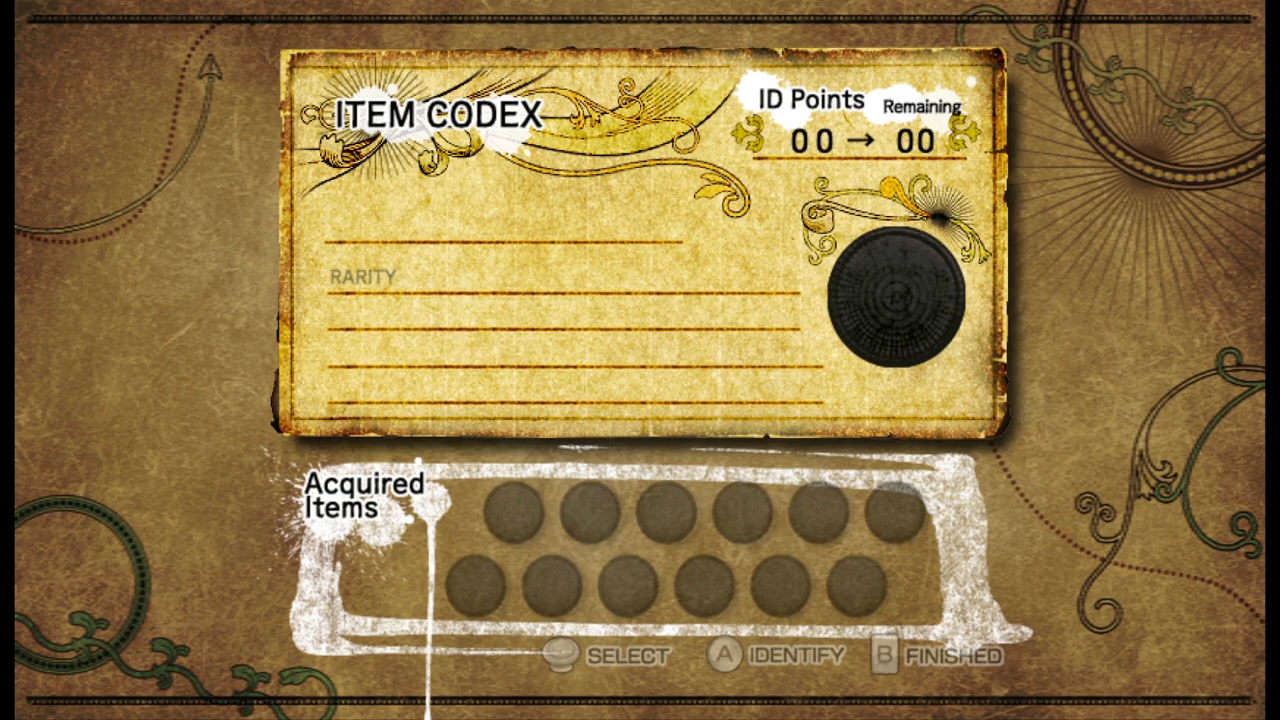 ITEM CODEX
ID Points Remaining
00 → 00
RARITY
Acquired
Items
SELECT A IDENTIFY B FINISHED